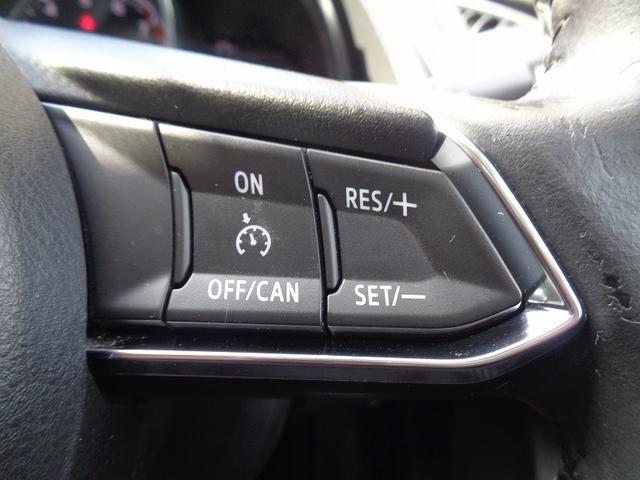 ON
RES/+
OFF/CAN
SET/—